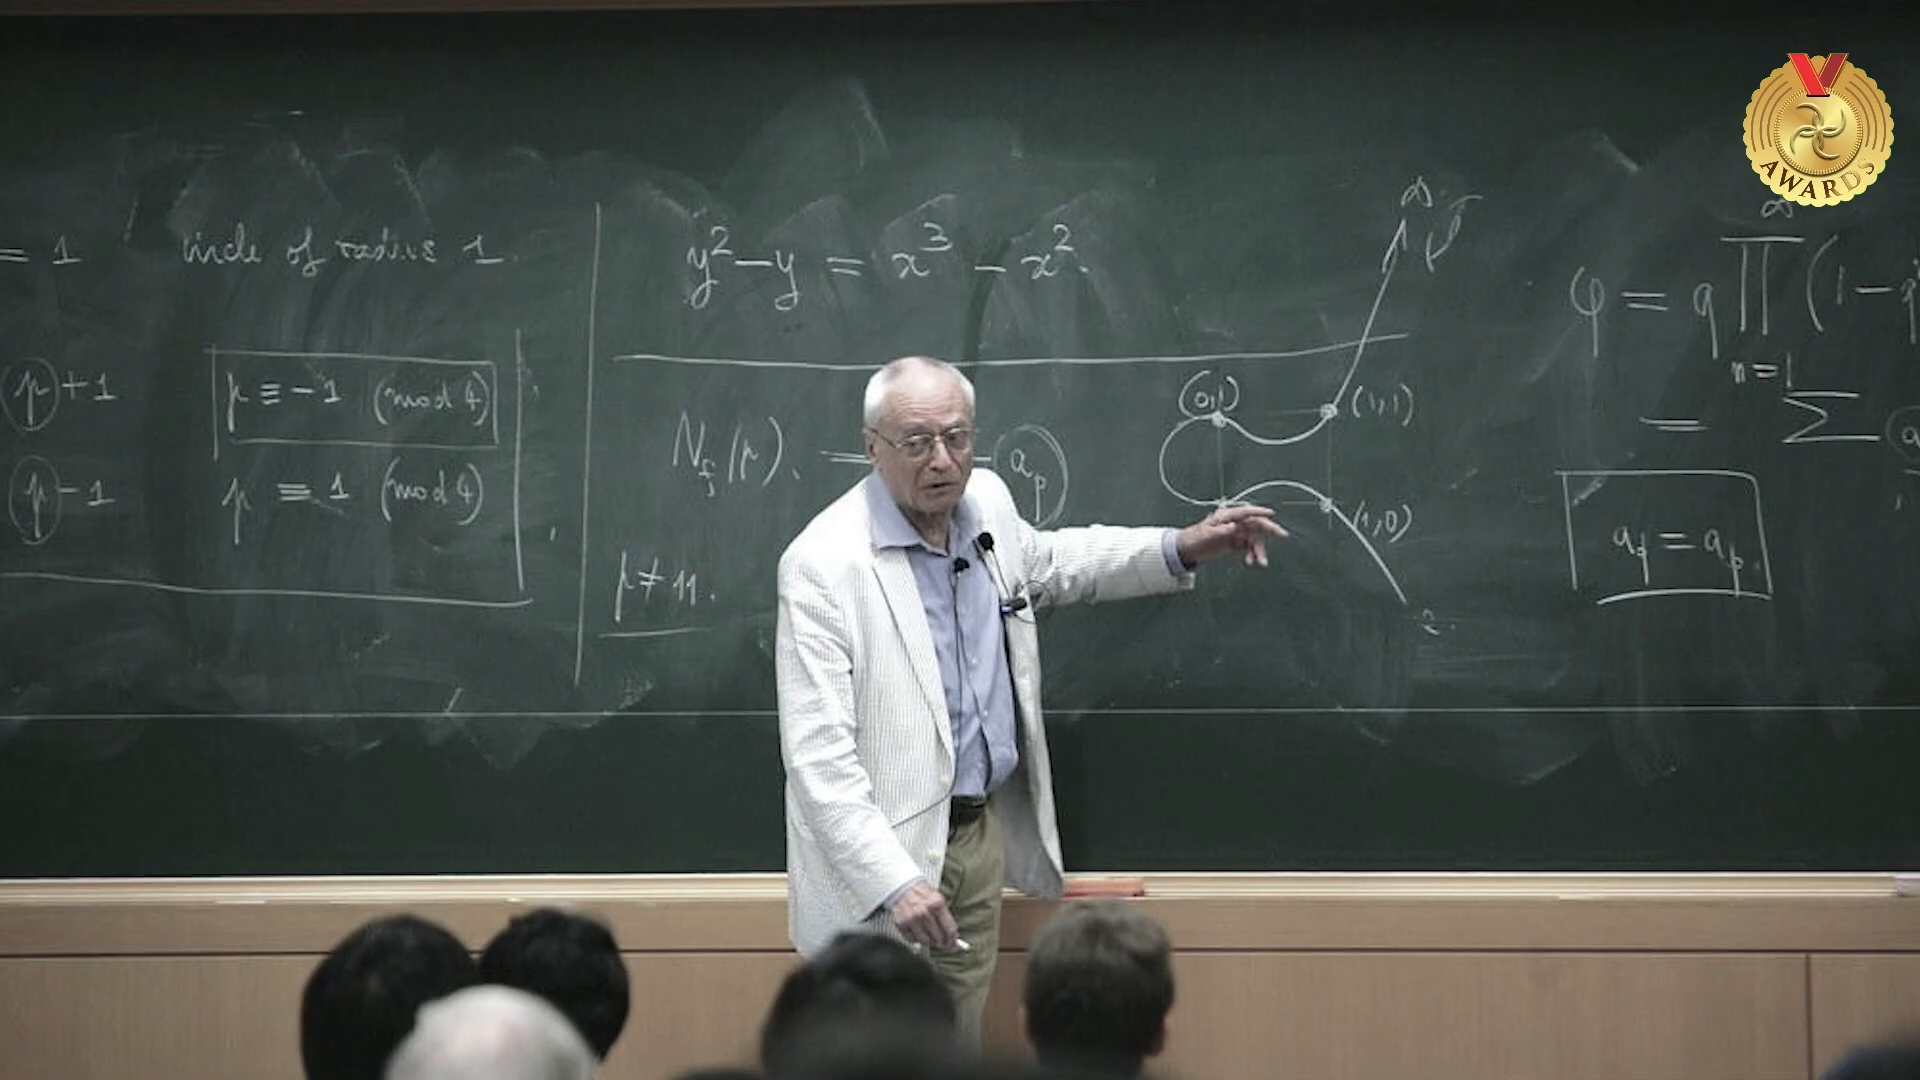 = 1 circle of radius 1.
p + 1 p ≡ -1 (mod 4)
p - 1 p ≡ 1 (mod 4)
y² - y = x³ - x².
N_f(p). = a_p
p ≠ 11.
∞
(0,1) (1,1)
(1,0)
∞
φ = q ∏ (1 - q
n=1
= Σ a
a_p = a_p
AWARDS